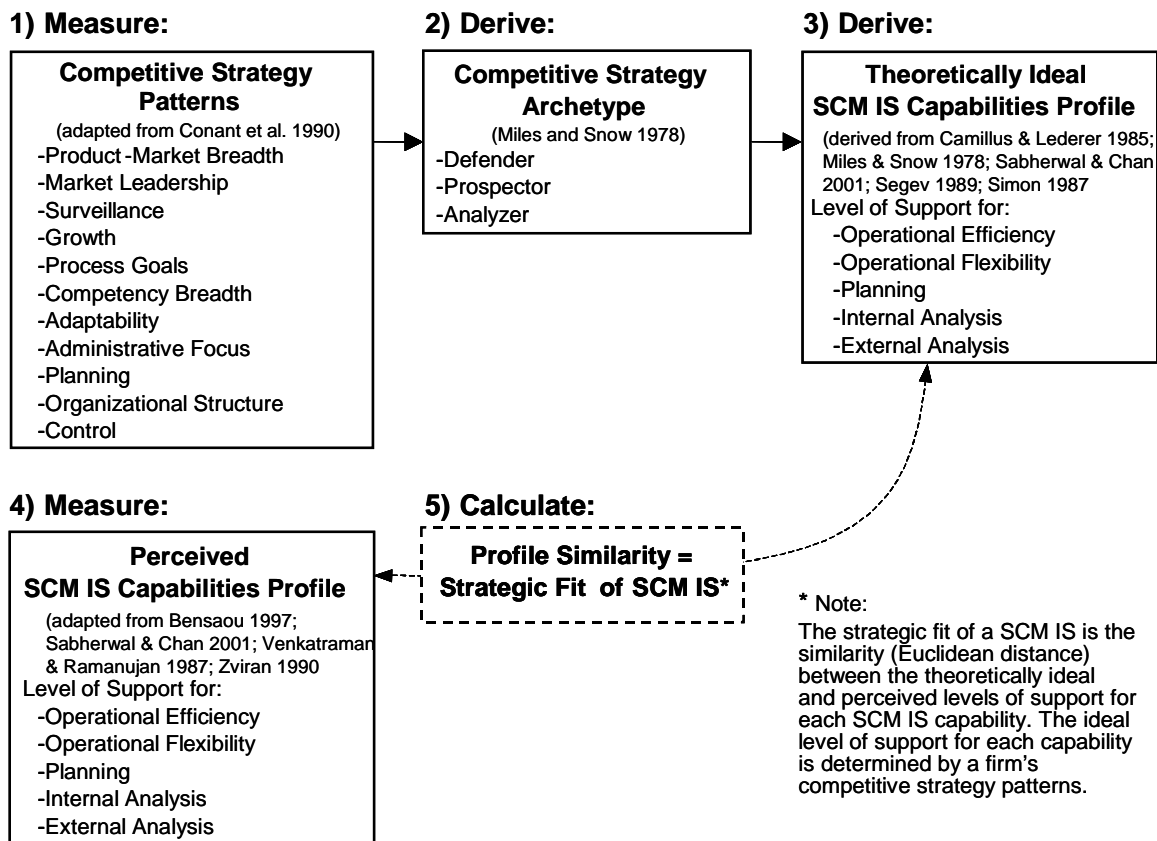 1) Measure:
Competitive Strategy
Patterns
(adapted from Conant et al. 1990)
-Product -Market Breadth
-Market Leadership
-Surveillance
-Growth
-Process Goals
-Competency Breadth
-Adaptability
-Administrative Focus
-Planning
-Organizational Structure
-Control
2) Derive:
Competitive Strategy
Archetype
(Miles and Snow 1978)
-Defender
-Prospector
-Analyzer
3) Derive:
Theoretically Ideal
SCM IS Capabilities Profile
(derived from Camillus & Lederer 1985;
Miles & Snow 1978; Sabherwal & Chan
2001; Segev 1989; Simon 1987)
Level of Support for:
-Operational Efficiency
-Operational Flexibility
-Planning
-Internal Analysis
-External Analysis
4) Measure:
Perceived
SCM IS Capabilities Profile
(adapted from Bensaou 1997;
Sabherwal & Chan 2001; Venkatraman
& Ramanujan 1987; Zviran 1990
Level of Support for:
-Operational Efficiency
-Operational Flexibility
-Planning
-Internal Analysis
-External Analysis
5) Calculate:
Profile Similarity =
Strategic Fit of SCM IS*
* Note:
The strategic fit of a SCM IS is the
similarity (Euclidean distance)
between the theoretically ideal
and perceived levels of support for
each SCM IS capability. The ideal
level of support for each capability
is determined by a firm's
competitive strategy patterns.